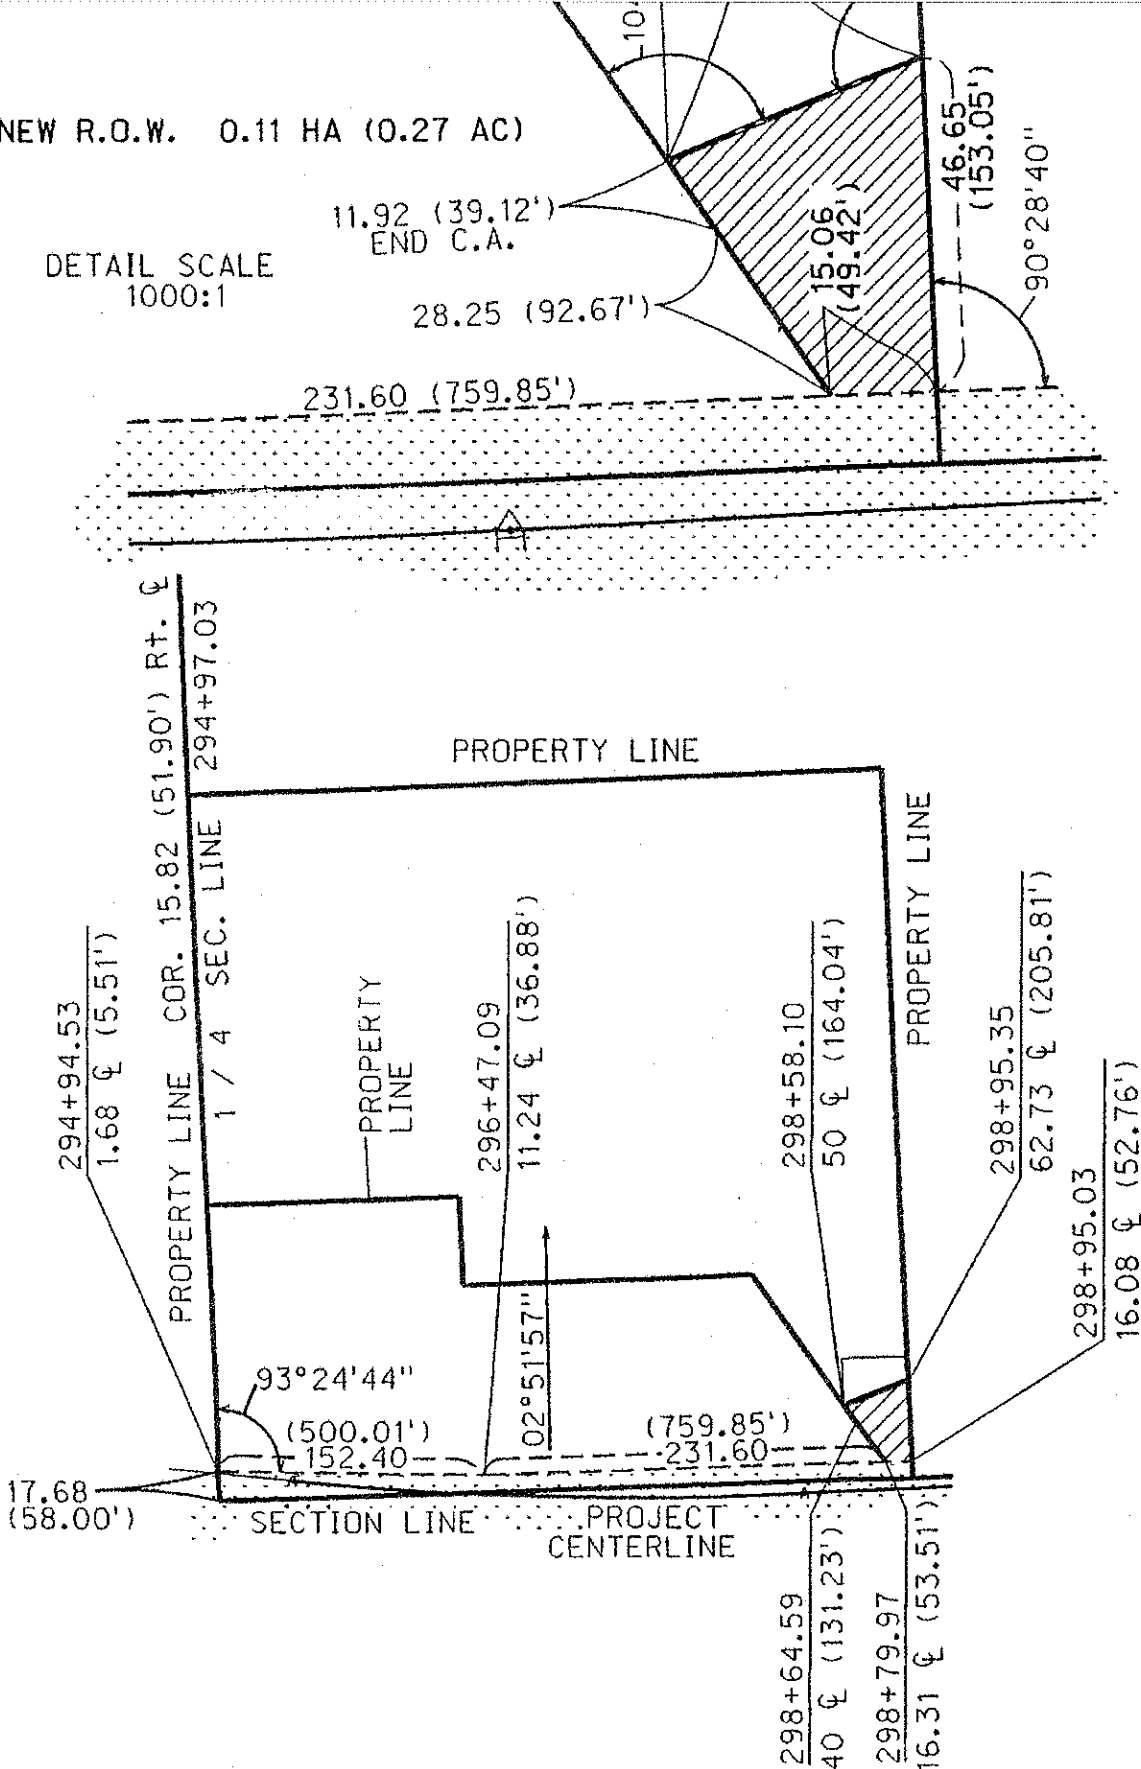 10
NEW R.O.W. 0.11 HA (0.27 AC)
46.65
(153.05')
11.92 (39.12')
END C.A.
15.06
(49.42')
90°28'40"
DETAIL SCALE
1000:1
28.25 (92.67')
231.60 (759.85')
COR. 15.82 (51.90') Rt. ℄
294+97.03
PROPERTY LINE
PROPERTY LINE
1 / 4 SEC. LINE
PROPERTY LINE
294+94.53
1.68 ℄ (5.51')
PROPERTY
LINE
296+47.09
11.24 ℄ (36.88')
298+58.10
50 ℄ (164.04')
298+95.35
62.73 ℄ (205.81')
298+95.03
16.08 ℄ (52.76')
02°51'57"
93°24'44"
(500.01')
152.40
(759.85')
231.60
17.68
(58.00')
SECTION LINE
PROJECT
CENTERLINE
298+64.59
40 ℄ (131.23')
298+79.97
16.31 ℄ (53.51')